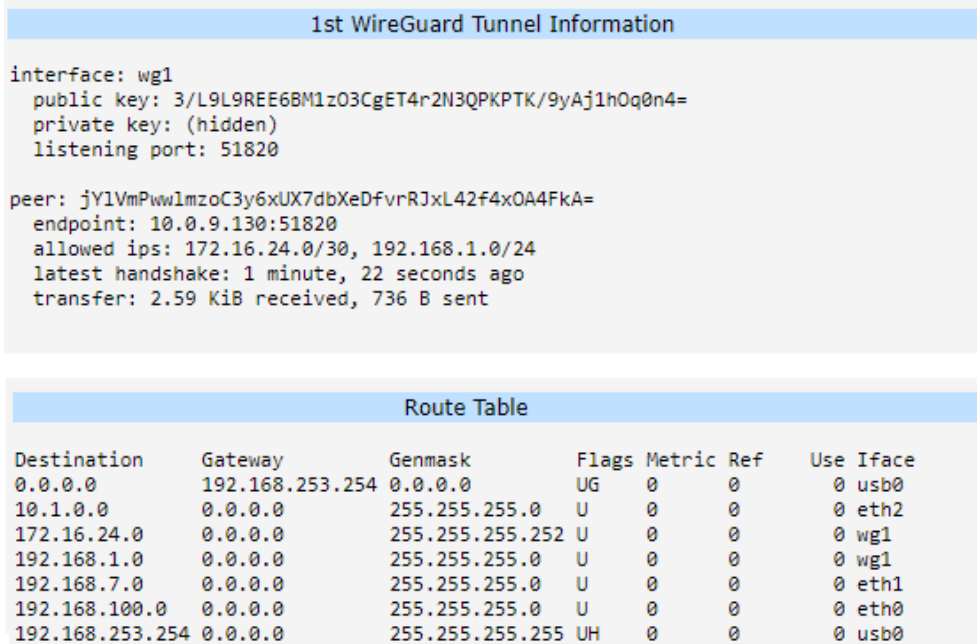 1st WireGuard Tunnel Information
interface: wg1
public key: 3/L9L9REE6BM1zO3CgET4r2N3QPKPTK/9yAj1hOq0n4=
private key: (hidden)
listening port: 51820
peer: jYlVmPwwlmzoC3y6xUX7dbXeDfvrRJxL42f4xOA4FkA=
endpoint: 10.0.9.130:51820
allowed ips: 172.16.24.0/30, 192.168.1.0/24
latest handshake: 1 minute, 22 seconds ago
transfer: 2.59 KiB received, 736 B sent
Route Table
Destination Gateway Genmask Flags Metric Ref Use Iface
0.0.0.0 192.168.253.254 0.0.0.0 UG 0 0 0 usb0
10.1.0.0 0.0.0.0 255.255.255.0 U 0 0 0 eth2
172.16.24.0 0.0.0.0 255.255.255.252 U 0 0 0 wg1
192.168.1.0 0.0.0.0 255.255.255.0 U 0 0 0 wg1
192.168.7.0 0.0.0.0 255.255.255.0 U 0 0 0 eth1
192.168.100.0 0.0.0.0 255.255.255.0 U 0 0 0 eth0
192.168.253.254 0.0.0.0 255.255.255.255 UH 0 0 0 usb0